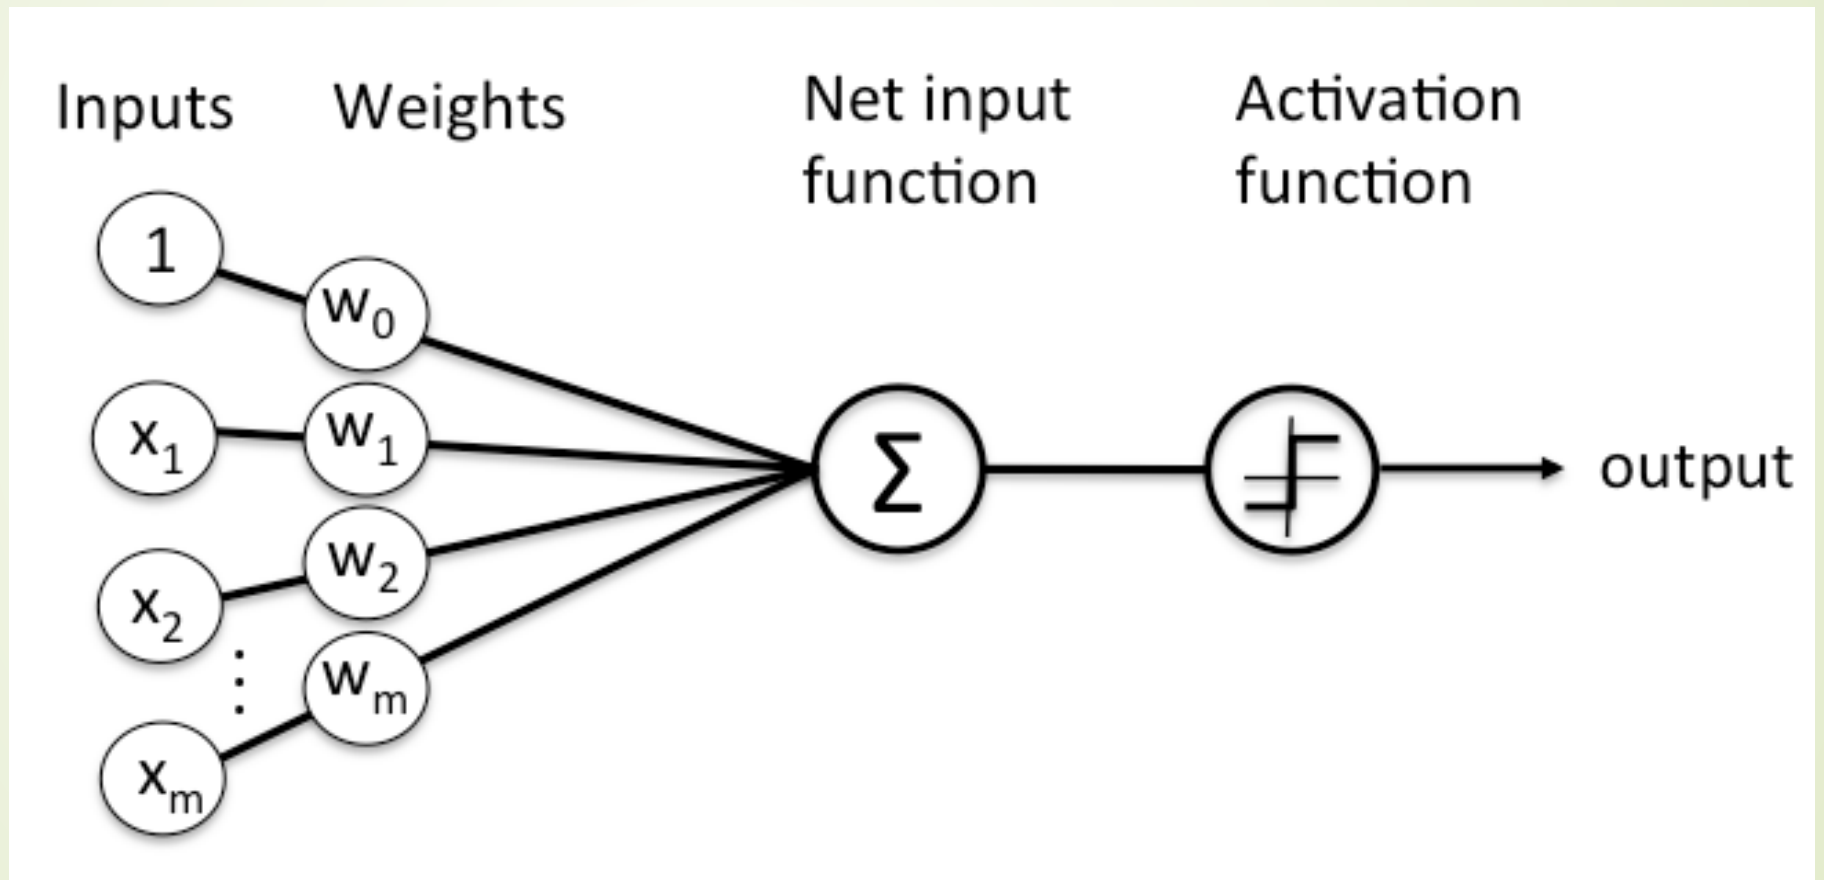 Inputs
Weights
Net input
function
Activation
function
1
w0
x1
w1
x2
w2
⋮
xm
wm
Σ
output